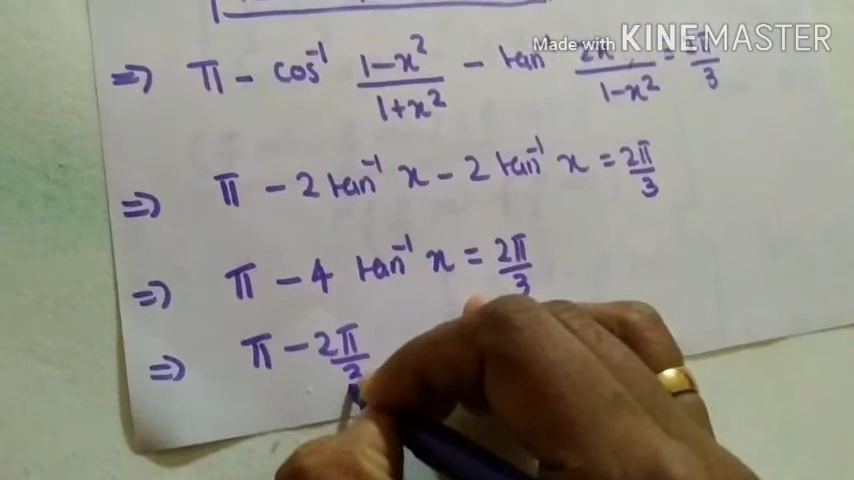 Made with KINEMASTER
⇒ π − cos⁻¹ (1−x²)/(1+x²) − tan⁻¹ 2x/(1−x²) = 2π/3
⇒ π − 2 tan⁻¹ x − 2 tan⁻¹ x = 2π/3
⇒ π − 4 tan⁻¹ x = 2π/3
⇒ π − 2π/3